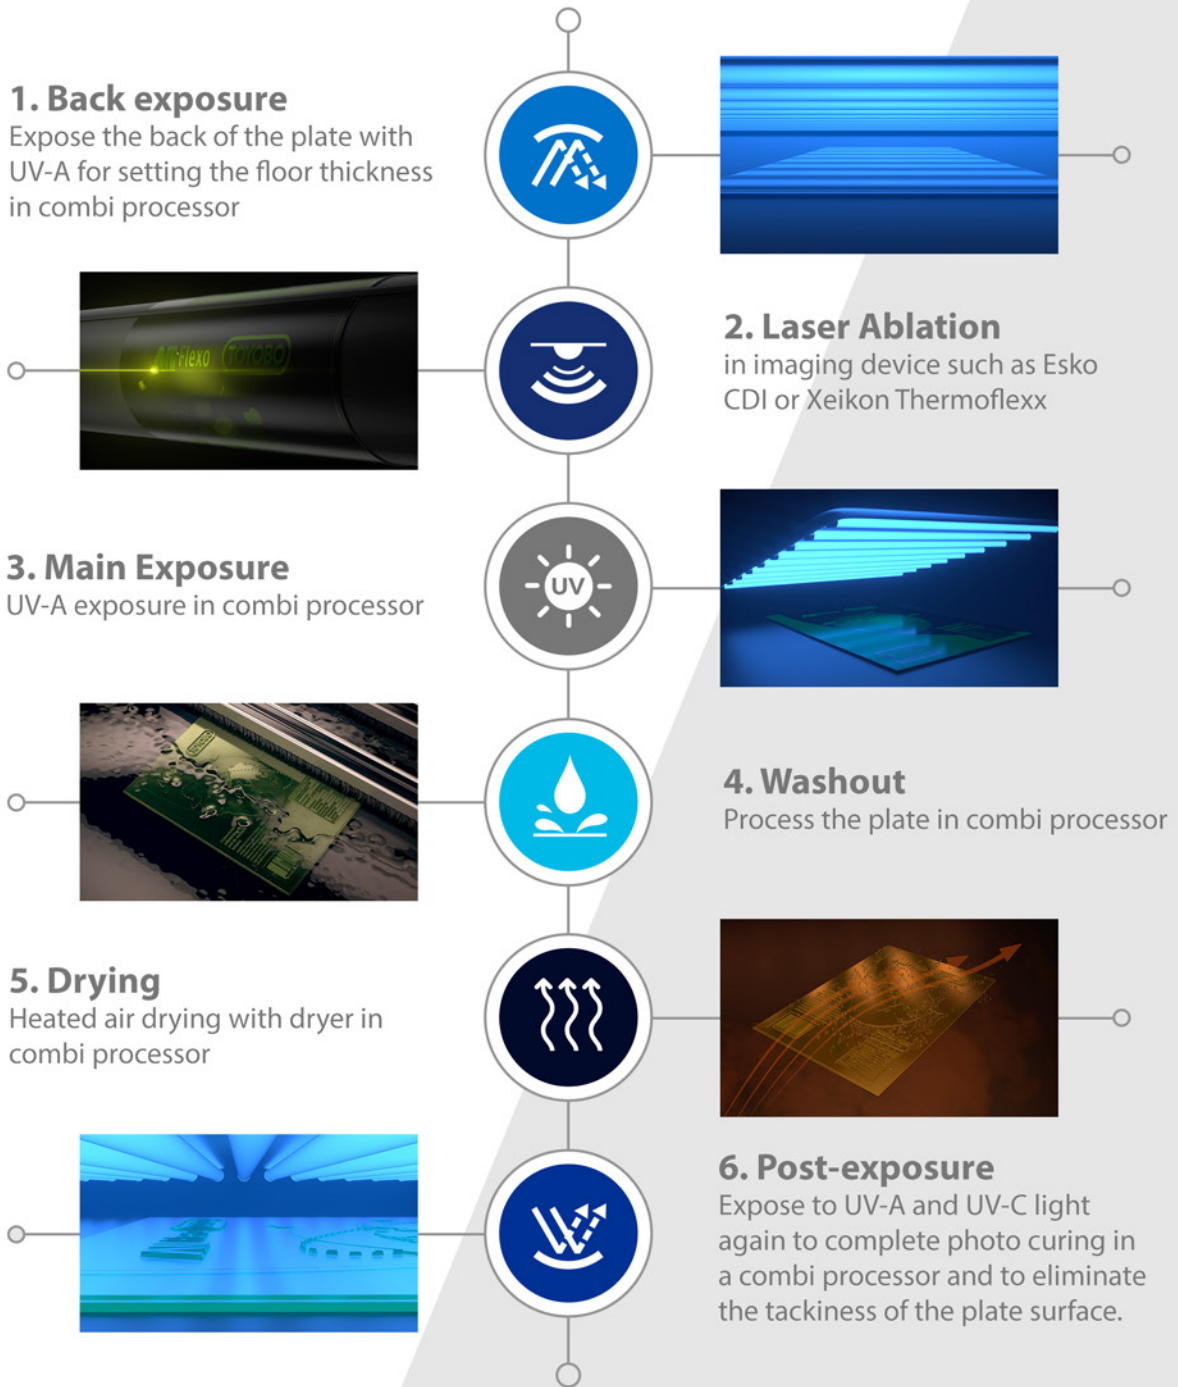 1. Back exposure
Expose the back of the plate with
UV-A for setting the floor thickness
in combi processor
Flexo TOYOBO
2. Laser Ablation
in imaging device such as Esko
CDI or Xeikon Thermoflexx
3. Main Exposure
UV-A exposure in combi processor
UV
TOYOBO
4. Washout
Process the plate in combi processor
5. Drying
Heated air drying with dryer in
combi processor
6. Post-exposure
Expose to UV-A and UV-C light
again to complete photo curing in
a combi processor and to eliminate
the tackiness of the plate surface.